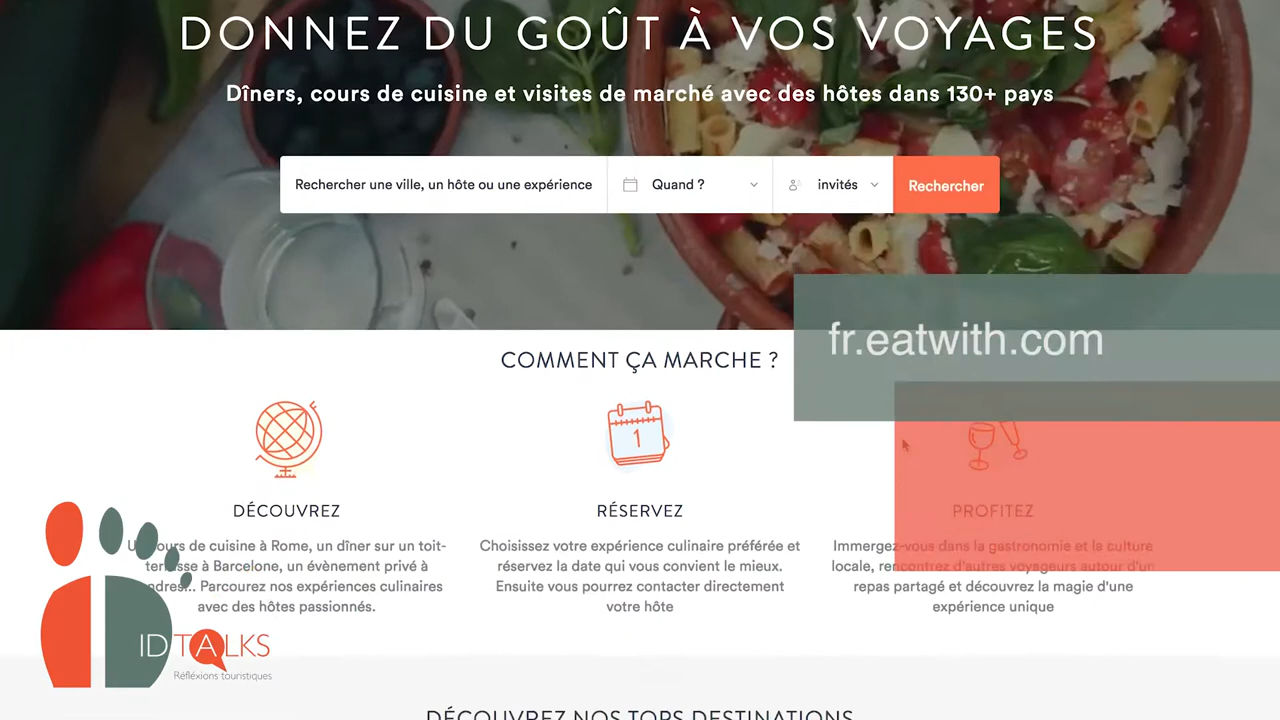 DONNEZ DU GOÛT À VOS VOYAGES
Dîners, cours de cuisine et visites de marché avec des hôtes dans 130+ pays
Rechercher une ville, un hôte ou une expérience
Quand ?
invités
Rechercher
fr.eatwith.com
COMMENT ÇA MARCHE ?
1
DÉCOUVREZ
cours de cuisine à Rome, un dîner sur un toit-
à Barcelone, un évènement privé à
Parcourez nos expériences culinaires
avec des hôtes passionnés.
RÉSERVEZ
Choisissez votre expérience culinaire préférée et
réservez la date qui vous convient le mieux.
Ensuite vous pourrez contacter directement
votre hôte
PROFITEZ
Immergez-vous dans la gastronomie et la culture
locale, rencontrez d'autres voyageurs autour d'un
repas partagé et découvrez la magie d'une
expérience unique
ID TALKS
Réfléxions touristiques
DÉCOUVREZ NOS TOPS DESTINATIONS